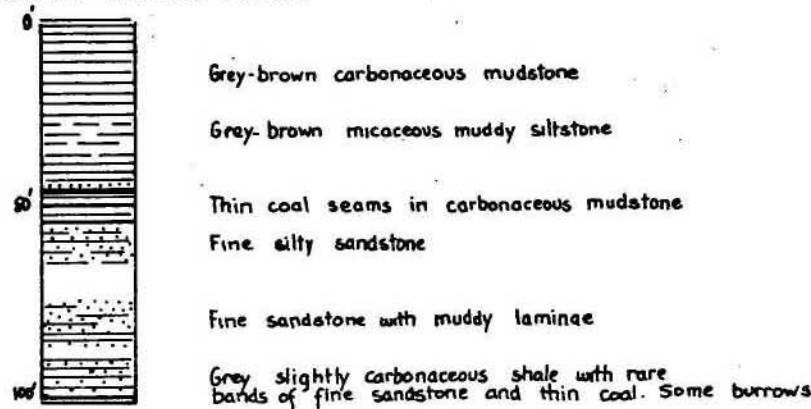 0'
Grey-brown carbonaceous mudstone
Grey-brown micaceous muddy siltstone
50'
Thin coal seams in carbonaceous mudstone
Fine silty sandstone
Fine sandstone with muddy laminae
Grey slightly carbonaceous shale with rare
100' bands of fine sandstone and thin coal. Some burrows